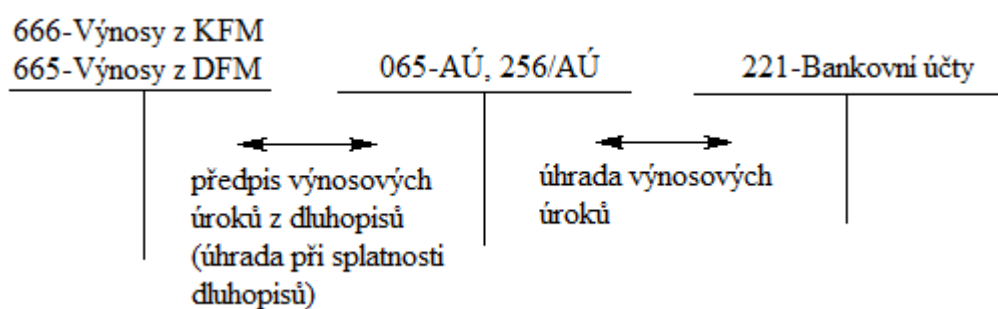 666-Výnosy z KFM
665-Výnosy z DFM
065-AÚ, 256/AÚ
221-Bankovní účty
předpis výnosových
úroků z dluhopisů
(úhrada při splatnosti
dluhopisů)
úhrada výnosových
úroků